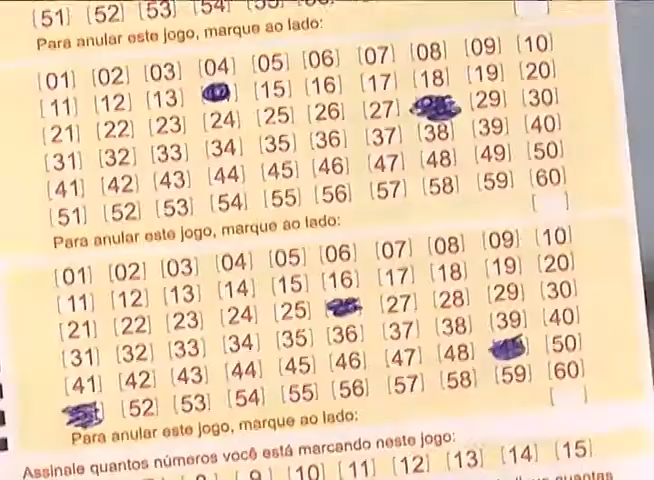 [51] [52] [53] [54]
Para anular este jogo, marque ao lado: [ ]
[01] [02] [03] [04] [05] [06] [07] [08] [09] [10]
[11] [12] [13] [15] [16] [17] [18] [19] [20]
[21] [22] [23] [24] [25] [26] [27] [29] [30]
[31] [32] [33] [34] [35] [36] [37] [38] [39] [40]
[41] [42] [43] [44] [45] [46] [47] [48] [49] [50]
[51] [52] [53] [54] [55] [56] [57] [58] [59] [60]
Para anular este jogo, marque ao lado: [ ]
[01] [02] [03] [04] [05] [06] [07] [08] [09] [10]
[11] [12] [13] [14] [15] [16] [17] [18] [19] [20]
[21] [22] [23] [24] [25] [27] [28] [29] [30]
[31] [32] [33] [34] [35] [36] [37] [38] [39] [40]
[41] [42] [43] [44] [45] [46] [47] [48] [50]
[52] [53] [54] [55] [56] [57] [58] [59] [60]
Para anular este jogo, marque ao lado: [ ]
Assinale quantos números você está marcando neste jogo:
[9] [10] [11] [12] [13] [14] [15]
quantas